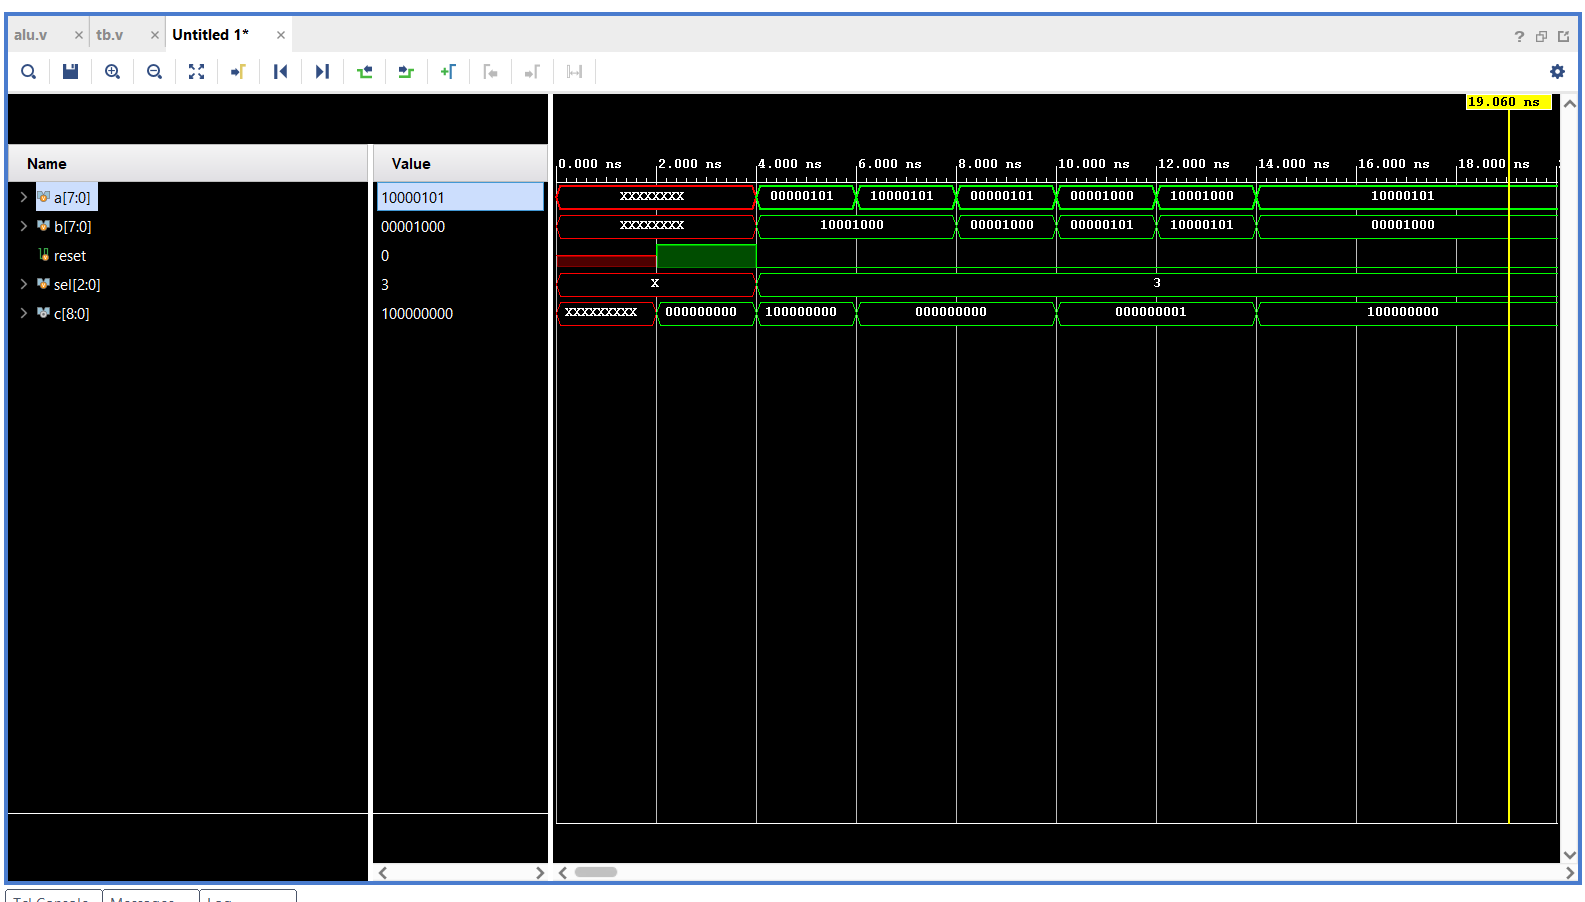 alu.v × tb.v × Untitled 1* ×
?
19.060 ns
Name Value
0.000 ns 2.000 ns 4.000 ns 6.000 ns 8.000 ns 10.000 ns 12.000 ns 14.000 ns 16.000 ns 18.000 ns
a[7:0] 10000101 XXXXXXXX 00000101 10000101 00000101 00001000 10001000 10000101
b[7:0] 00001000 XXXXXXXX 10001000 00001000 00000101 10000101 00001000
reset 0
sel[2:0] 3 X 3
c[8:0] 100000000 XXXXXXXXX 000000000 100000000 000000000 000000001 100000000
Tcl Console Messages Log